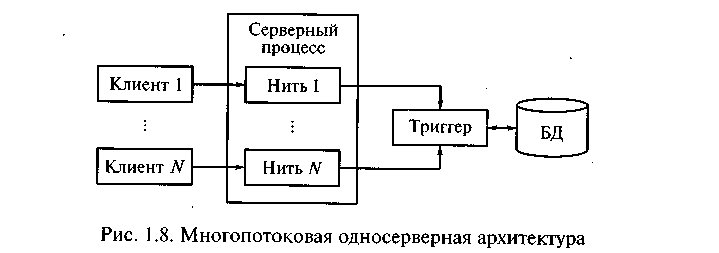 Серверный
процесс
Клиент 1
Нить 1
Триггер
БД
Клиент N
Нить N
Рис. 1.8. Многопотоковая односерверная архитектура